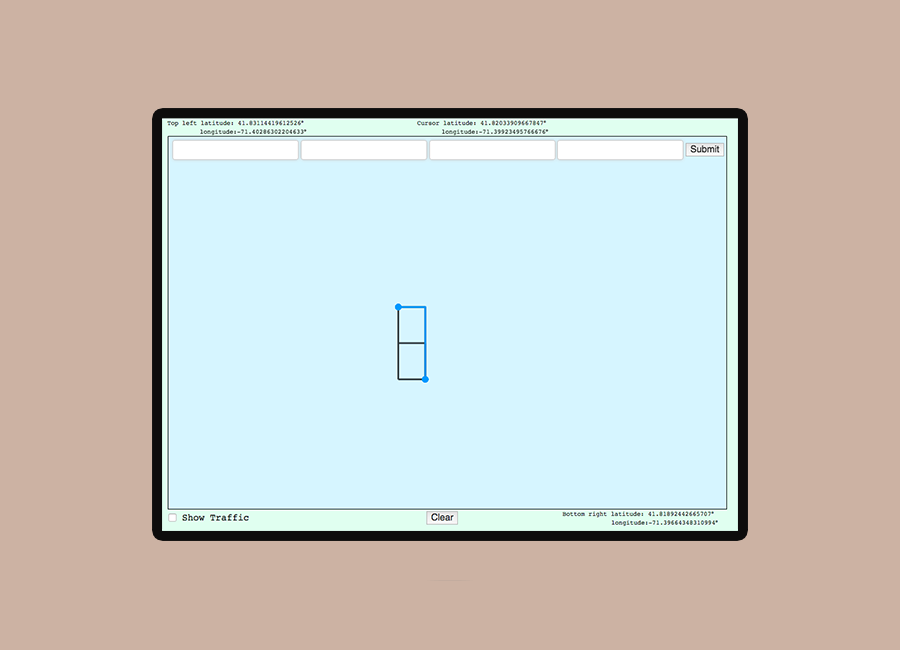 Top left latitude: 41.83114419612526°
longitude:-71.40286302204633°
Cursor latitude: 41.82033909667847°
longitude:-71.39923495766676°
Submit
Show Traffic
Clear
Bottom right latitude: 41.81892442665707°
longitude:-71.39664348310994°